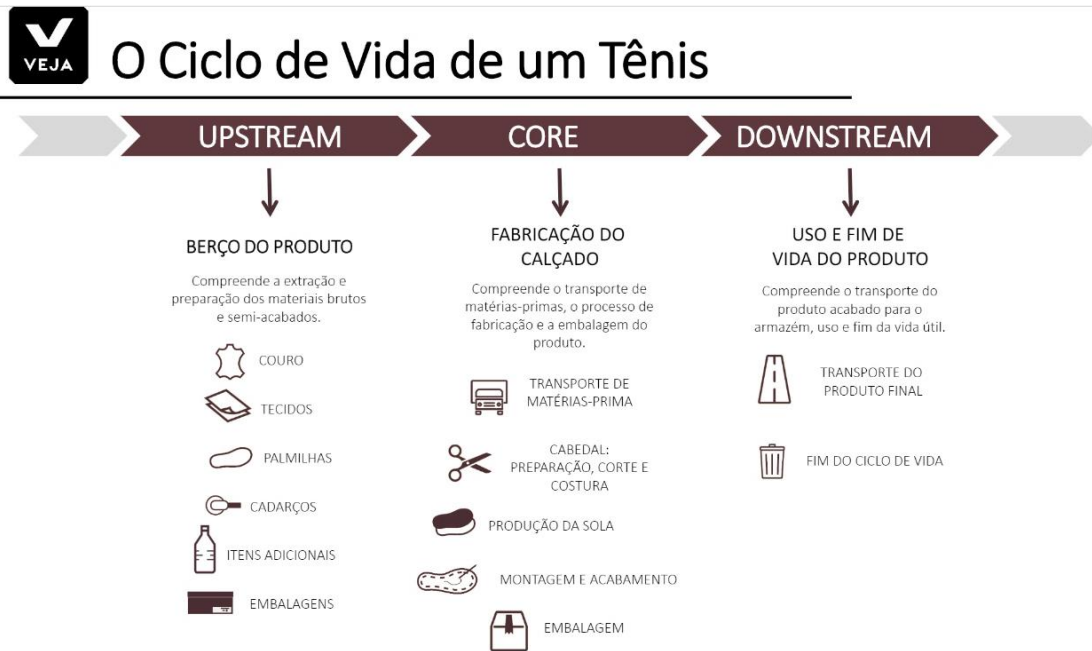 VEJA
O Ciclo de Vida de um Tênis
UPSTREAM
CORE
DOWNSTREAM
BERÇO DO PRODUTO
Compreende a extração e
preparação dos materiais brutos
e semi-acabados.
COURO
TECIDOS
PALMILHAS
CADARÇOS
ITENS ADICIONAIS
EMBALAGENS
FABRICAÇÃO DO
CALÇADO
Compreende o transporte de
matérias-primas, o processo de
fabricação e a embalagem do
produto.
TRANSPORTE DE
MATÉRIAS-PRIMA
CABEDAL:
PREPARAÇÃO, CORTE E
COSTURA
PRODUÇÃO DA SOLA
MONTAGEM E ACABAMENTO
EMBALAGEM
USO E FIM DE
VIDA DO PRODUTO
Compreende o transporte do
produto acabado para o
armazém, uso e fim da vida útil.
TRANSPORTE DO
PRODUTO FINAL
FIM DO CICLO DE VIDA